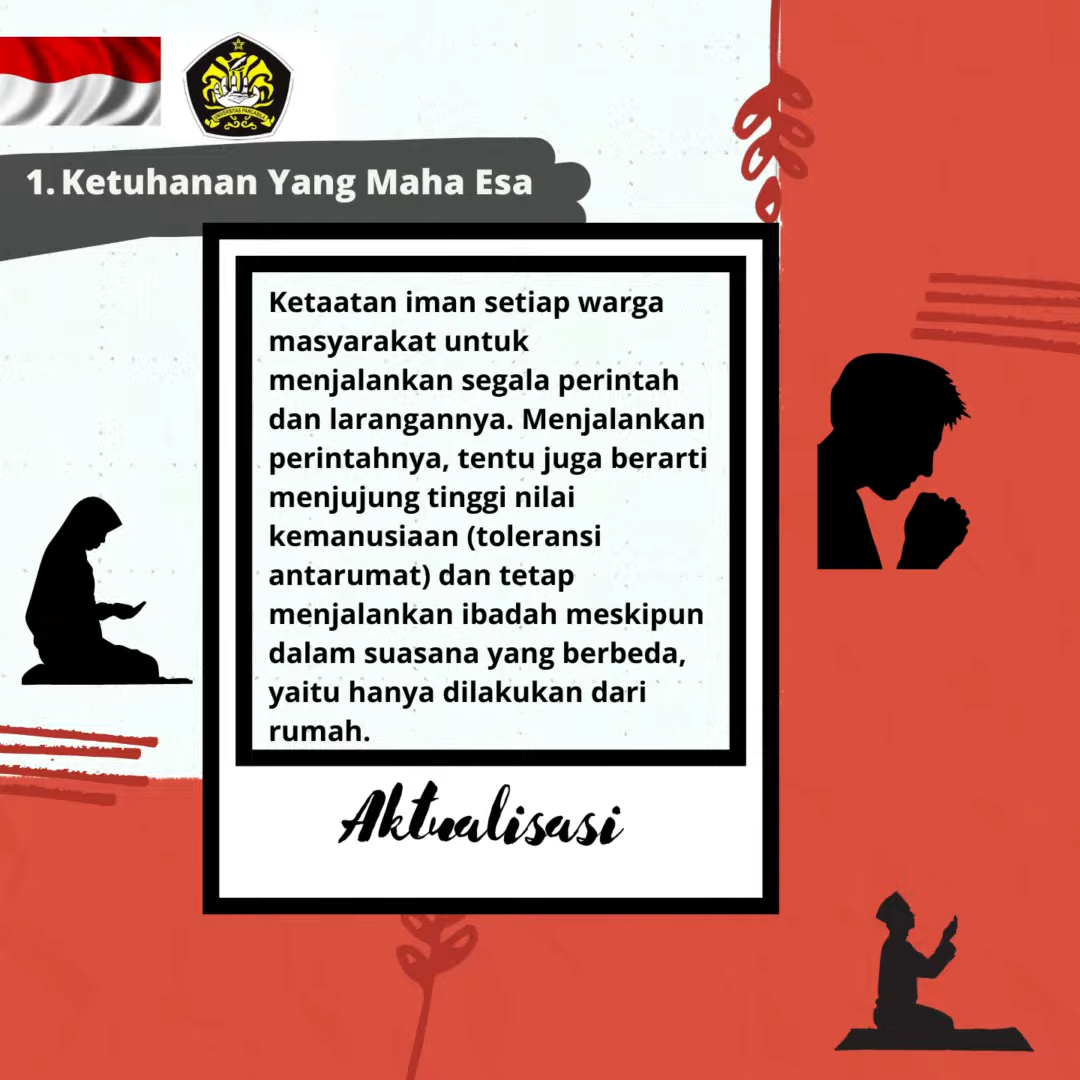 UNIVERSITAS PANCASILA
1. Ketuhanan Yang Maha Esa
Ketaatan iman setiap warga
masyarakat untuk
menjalankan segala perintah
dan larangannya. Menjalankan
perintahnya, tentu juga berarti
menjujung tinggi nilai
kemanusiaan (toleransi
antarumat) dan tetap
menjalankan ibadah meskipun
dalam suasana yang berbeda,
yaitu hanya dilakukan dari
rumah.
Aktualisasi